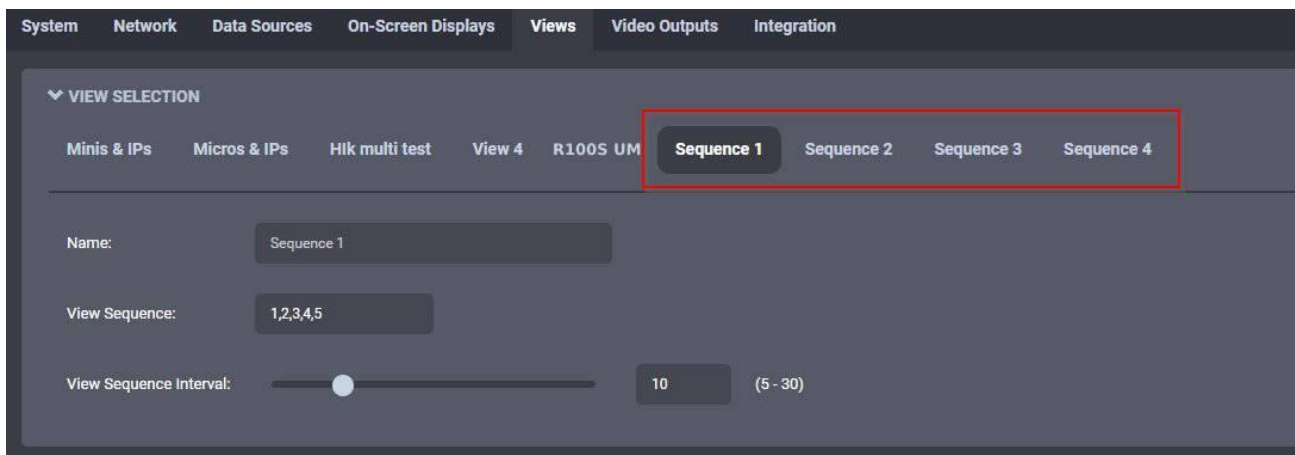 System Network Data Sources On-Screen Displays Views Video Outputs Integration
VIEW SELECTION
Minis & IPs Micros & IPs HIk multi test View 4 R100S UM Sequence 1 Sequence 2 Sequence 3 Sequence 4
Name: Sequence 1
View Sequence: 1,2,3,4,5
View Sequence Interval: 10 (5 - 30)